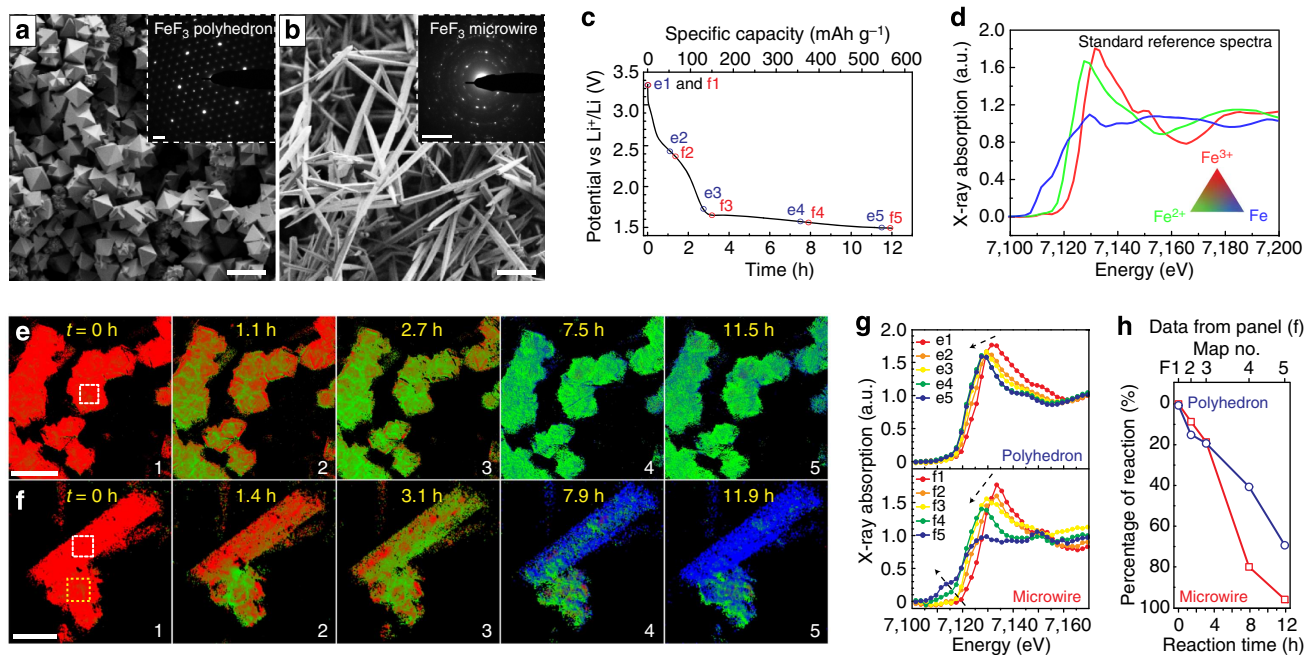 a
FeF3 polyhedron
b
FeF3 microwire
c
Specific capacity (mAh g–1)
0 150 300 450 600
Potential vs Li+/Li (V)
3.5
3.0
2.5
2.0
1.5
e1 and f1
e2
f2
e3
f3
e4
f4
e5
f5
0 2 4 6 8 10 12
Time (h)
d
X-ray absorption (a.u.)
2.0
1.6
1.2
0.8
0.4
0.0
Standard reference spectra
Fe3+
Fe2+
Fe
7,100 7,120 7,140 7,160 7,180 7,200
Energy (eV)
e
t = 0 h
1.1 h
2.7 h
7.5 h
11.5 h
1
2
3
4
5
f
t = 0 h
1.4 h
3.1 h
7.9 h
11.9 h
1
2
3
4
5
g
X-ray absorption (a.u.)
2.0
1.5
1.0
0.5
0.0
e1
e2
e3
e4
e5
Polyhedron
1.5
1.0
0.5
0
f1
f2
f3
f4
f5
Microwire
7,100 7,120 7,140 7,160
Energy (eV)
h
Data from panel (f)
Map no.
F1 2 3 4 5
Percentage of reaction (%)
0
20
40
60
80
100
Polyhedron
Microwire
0 4 8 12
Reaction time (h)